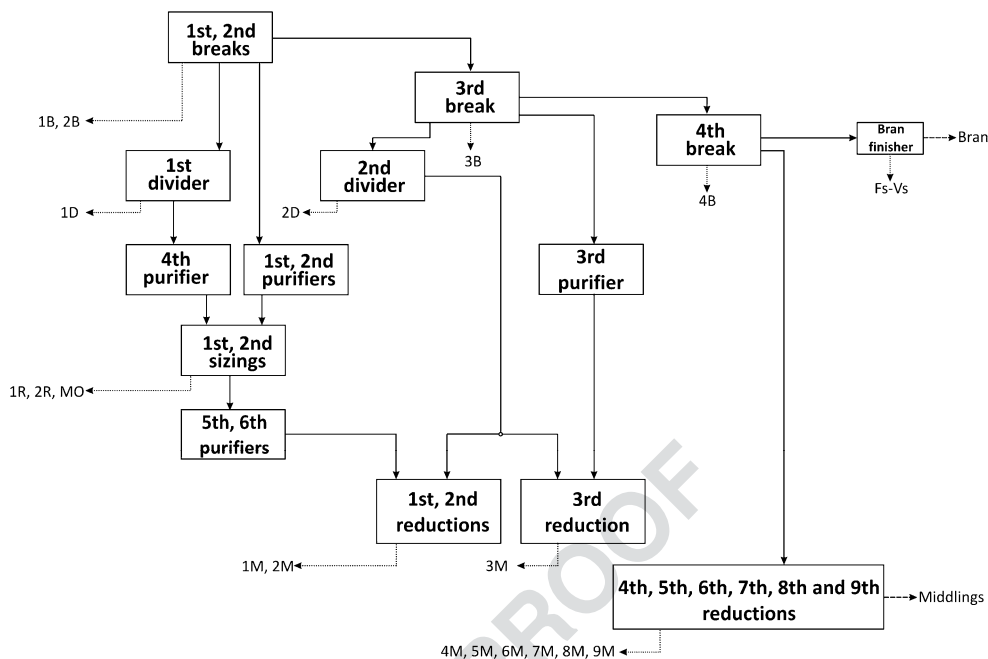 1st, 2nd
breaks
3rd
break
1B, 2B
4th
break
Bran
finisher
Bran
3B
1st
divider
2nd
divider
Fs-Vs
4B
1D
2D
4th
purifier
1st, 2nd
purifiers
3rd
purifier
1st, 2nd
sizings
1R, 2R, MO
5th, 6th
purifiers
1st, 2nd
reductions
3rd
reduction
1M, 2M
3M
4th, 5th, 6th, 7th, 8th and 9th
reductions
Middlings
4M, 5M, 6M, 7M, 8M, 9M
PROOF